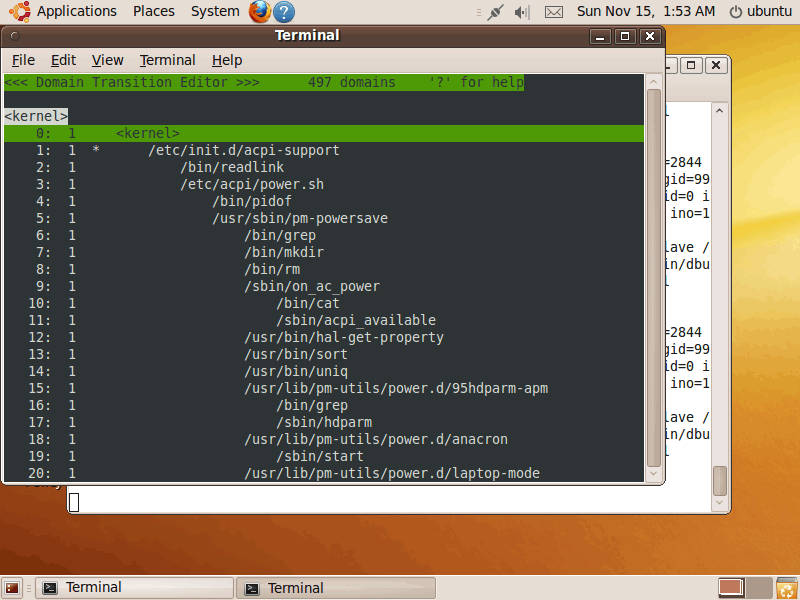 Applications Places System ? Sun Nov 15, 1:53 AM ubuntu
Terminal
File Edit View Terminal Help
<<< Domain Transition Editor >>> 497 domains '?' for help
<kernel>
0: 1 <kernel>
1: 1 * /etc/init.d/acpi-support
2: 1 /bin/readlink
3: 1 /etc/acpi/power.sh
4: 1 /bin/pidof
5: 1 /usr/sbin/pm-powersave
6: 1 /bin/grep
7: 1 /bin/mkdir
8: 1 /bin/rm
9: 1 /sbin/on_ac_power
10: 1 /bin/cat
11: 1 /sbin/acpi_available
12: 1 /usr/bin/hal-get-property
13: 1 /usr/bin/sort
14: 1 /usr/bin/uniq
15: 1 /usr/lib/pm-utils/power.d/95hdparm-apm
16: 1 /bin/grep
17: 1 /sbin/hdparm
18: 1 /usr/lib/pm-utils/power.d/anacron
19: 1 /sbin/start
20: 1 /usr/lib/pm-utils/power.d/laptop-mode
=2844
gid=99
id=0 i
ino=1
lave /
in/dbu
=2844
gid=99
id=0 i
ino=1
lave /
in/dbu
Terminal
Terminal